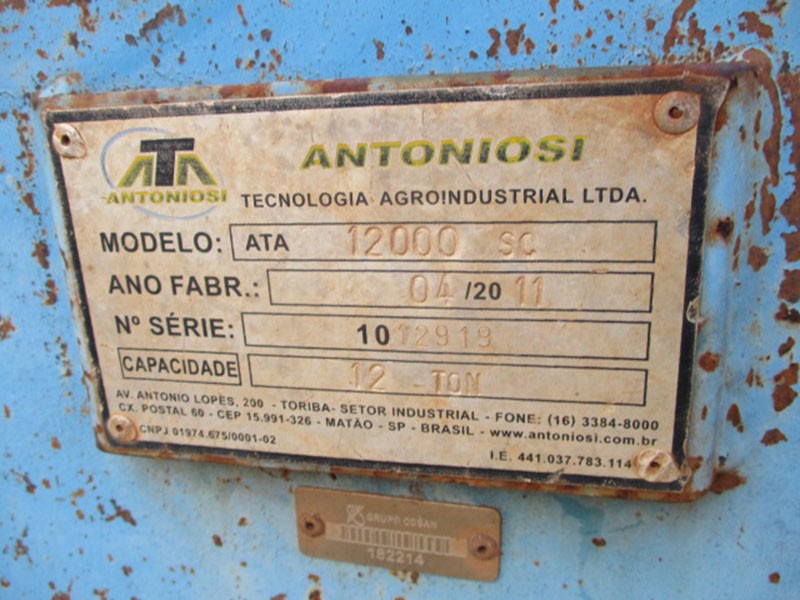 ATA
ANTONIOSI
ANTONIOSI
TECNOLOGIA AGROINDUSTRIAL LTDA.
MODELO: ATA 12000 SC
ANO FABR.: 04/2011
Nº SÉRIE: 1012919
CAPACIDADE 12 TON
AV. ANTONIO LOPES, 200 - TORIBA- SETOR INDUSTRIAL - FONE: (16) 3384-8000
CX. POSTAL 60 - CEP 15.991-326 - MATÃO - SP - BRASIL - www.antoniosi.com.br
CNPJ 01974.675/0001-02
I.E. 441.037.783.114
GRUPO COSAN
182214